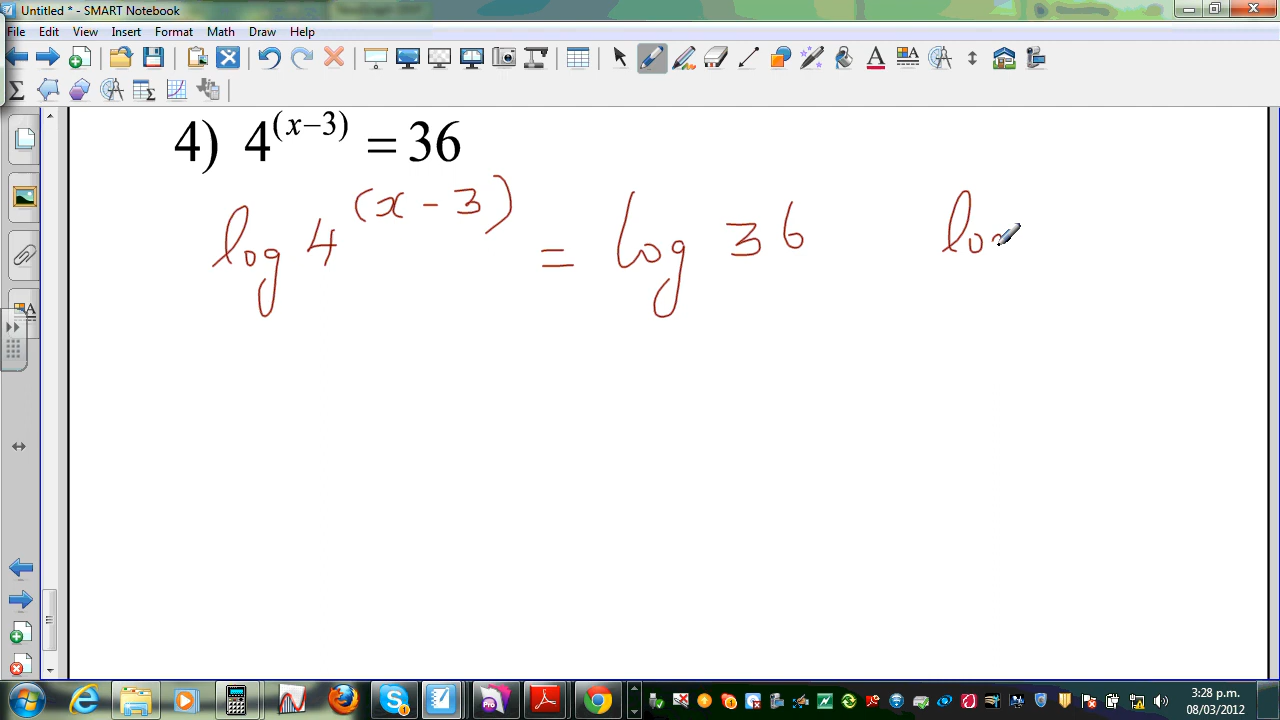 Untitled * - SMART Notebook
File Edit View Insert Format Math Draw Help
4) 4^(x−3) = 36
log 4^(x - 3) = log 36 lo
3:28 p.m.
08/03/2012